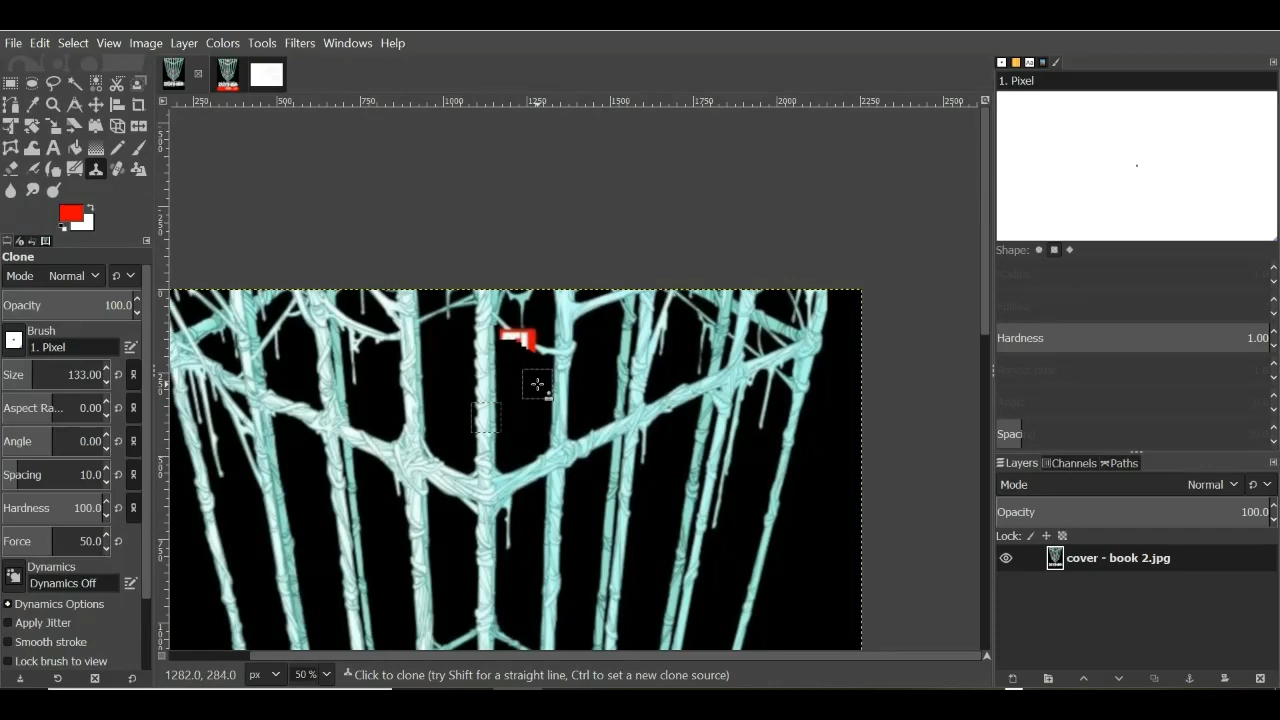 File Edit Select View Image Layer Colors Tools Filters Windows Help
250 500 750 1000 1250 1500 1750 2000 2250 2500
1. Pixel
Shape:
Hardness 1.00
Spaci
Clone
Mode Normal
Opacity 100.0
Brush
1. Pixel
Size 133.00
Aspect Ra... 0.00
Angle 0.00
Spacing 10.0
Hardness 100.0
Force 50.0
Dynamics
Dynamics Off
Dynamics Options
Apply Jitter
Smooth stroke
Lock brush to view
Layers Channels Paths
Mode Normal
Opacity 100.0
Lock:
cover - book 2.jpg
1282.0, 284.0 px 50 % Click to clone (try Shift for a straight line, Ctrl to set a new clone source)